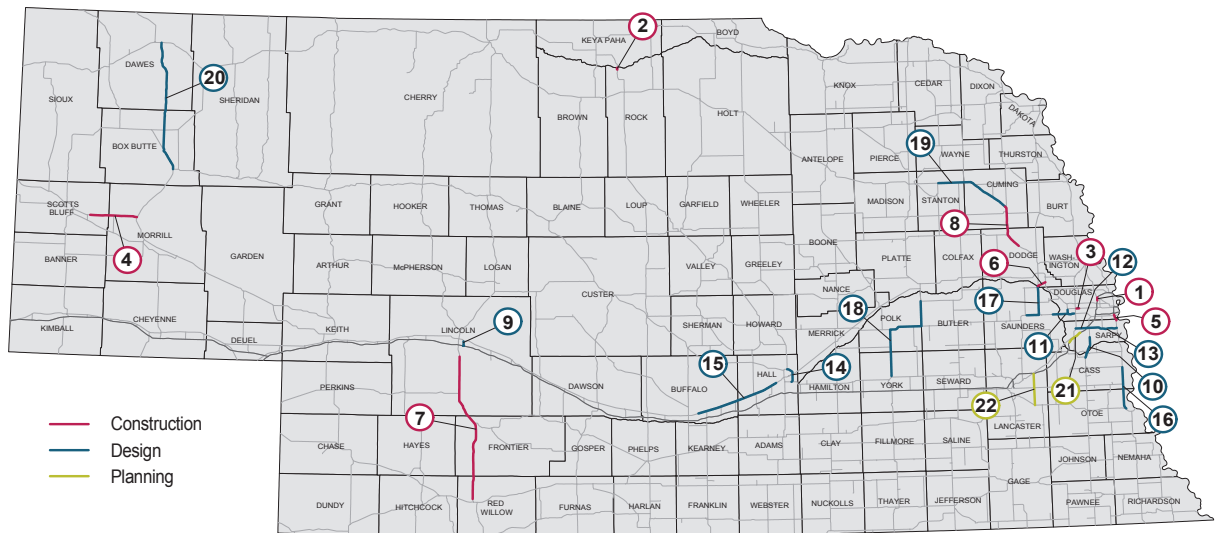 2
KEYA PAHA
BOYD
DAWES
20
SIOUX
SHERIDAN
CHERRY
BROWN
ROCK
HOLT
KNOX
CEDAR
DIXON
DAKOTA
BOX BUTTE
ANTELOPE
PIERCE
19
WAYNE
THURSTON
SCOTTS
BLUFF
MORRILL
4
GRANT
HOOKER
THOMAS
BLAINE
LOUP
GARFIELD
WHEELER
MADISON
STANTON
CUMING
BURT
8
BANNER
GARDEN
ARTHUR
McPHERSON
LOGAN
VALLEY
GREELEY
BOONE
PLATTE
COLFAX
DODGE
WASH-
INGTON
6
3
12
CUSTER
NANCE
DOUGLAS
1
KIMBALL
CHEYENNE
DEUEL
KEITH
LINCOLN
9
SHERMAN
HOWARD
MERRICK
18
POLK
BUTLER
17
SAUNDERS
11
SARPY
5
13
PERKINS
DAWSON
BUFFALO
15
HALL
14
HAMILTON
YORK
SEWARD
CASS
10
22
21
16
OTOE
7
CHASE
HAYES
FRONTIER
GOSPER
PHELPS
KEARNEY
ADAMS
CLAY
FILLMORE
SALINE
LANCASTER
DUNDY
HITCHCOCK
RED
WILLOW
FURNAS
HARLAN
FRANKLIN
WEBSTER
NUCKOLLS
THAYER
JEFFERSON
GAGE
JOHNSON
NEMAHA
PAWNEE
RICHARDSON
Construction
Design
Planning